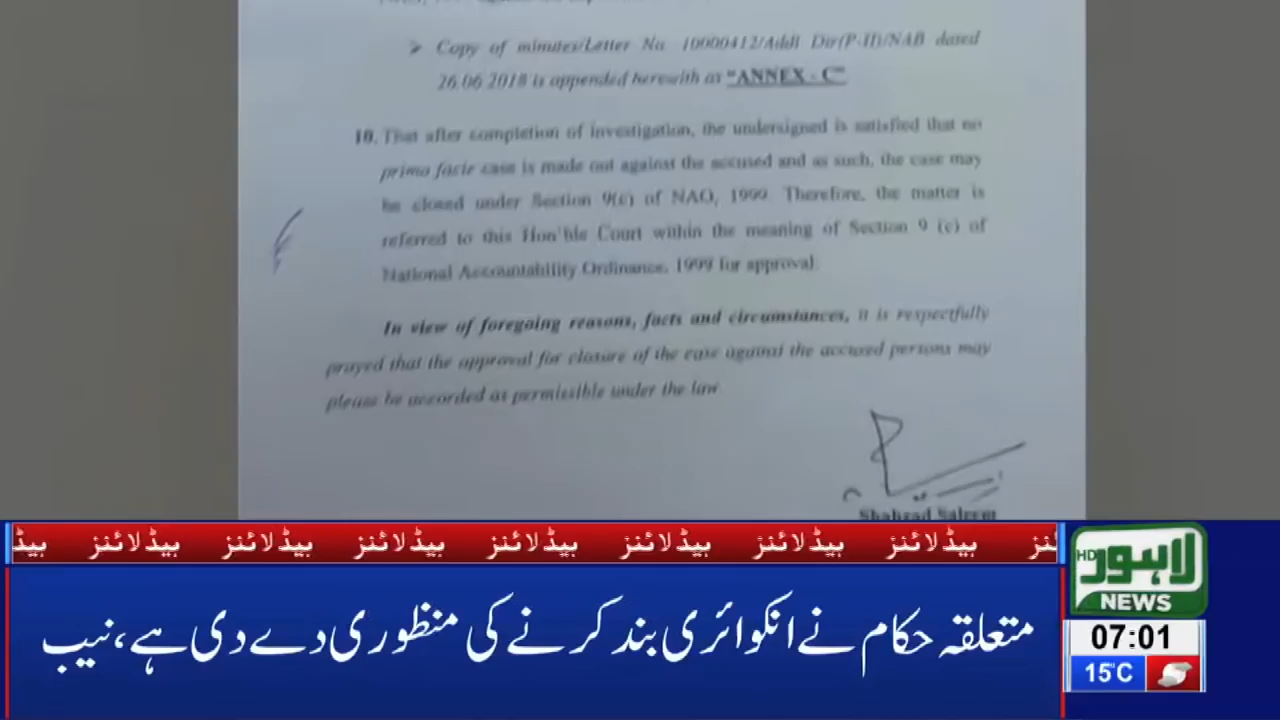 ➤ Copy of minutes/Letter No. 10000412/Addl Dir(P-II)/NAB dated
26.06.2018 is appended herewith as "ANNEX - C"
10. That after completion of investigation, the undersigned is satisfied that no
prima facie case is made out against the accused and as such, the case may
be closed under Section 9(c) of NAO, 1999. Therefore, the matter is
referred to this Hon'ble Court within the meaning of Section 9 (c) of
National Accountability Ordinance, 1999 for approval.
In view of foregoing reasons, facts and circumstances, it is respectfully
prayed that the approval for closure of the case against the accused persons may
please be accorded as permissible under the law.
Shahzad Saleem
ہیڈلائنز ہیڈلائنز ہیڈلائنز ہیڈلائنز ہیڈلائنز ہیڈلائنز ہیڈلائنز
متعلقہ حکام نے انکوائری بند کرنے کی منظوری دے دی ہے، نیب
لاہور HD
NEWS
07:01
15°C